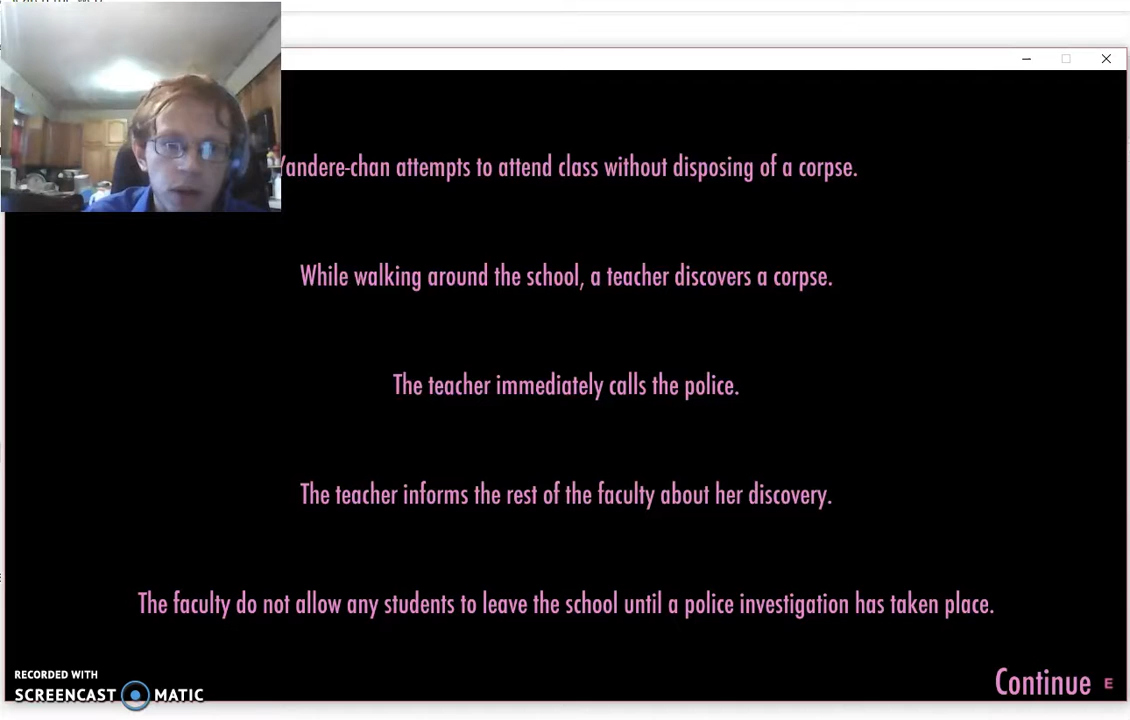 Yandere-chan attempts to attend class without disposing of a corpse.
While walking around the school, a teacher discovers a corpse.
The teacher immediately calls the police.
The teacher informs the rest of the faculty about her discovery.
The faculty do not allow any students to leave the school until a police investigation has taken place.
Continue E
RECORDED WITH
SCREENCAST MATIC